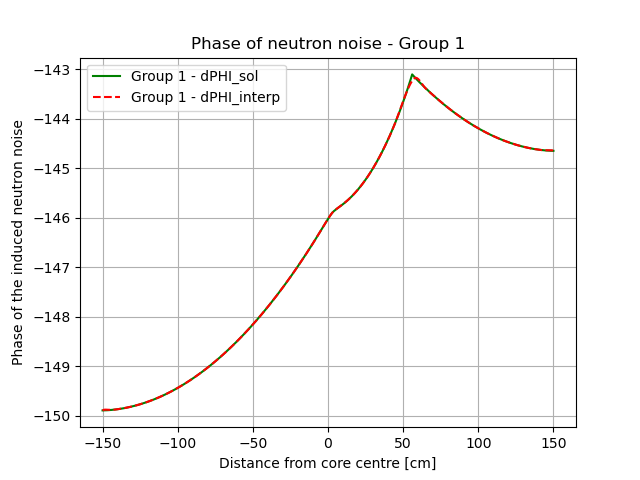 Phase of neutron noise - Group 1
Group 1 - dPHI_sol
Group 1 - dPHI_interp
Phase of the induced neutron noise
−143
−144
−145
−146
−147
−148
−149
−150
−150 −100 −50 0 50 100 150
Distance from core centre [cm]